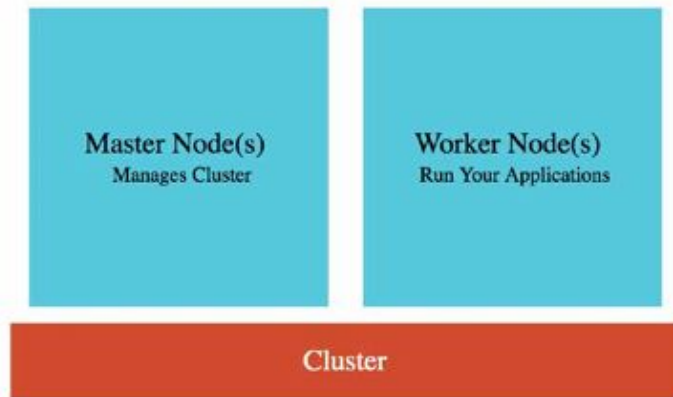 Master Node(s)
Manages Cluster
Worker Node(s)
Run Your Applications
Cluster